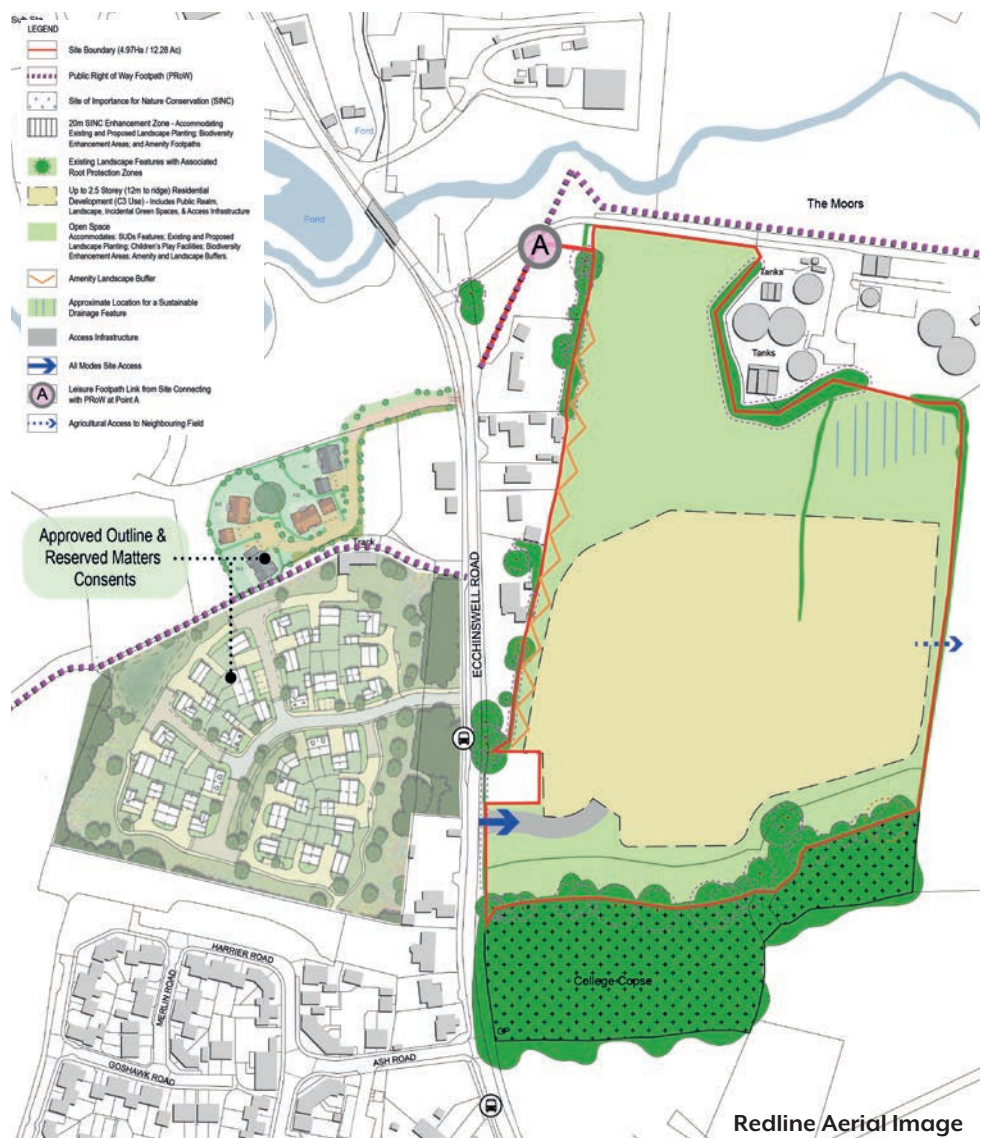 LEGEND
Site Boundary (4.97Ha / 12.28 Ac)
Public Right of Way Footpath (PRoW)
Site of Importance for Nature Conservation (SINC)
20m SINC Enhancement Zone - Accommodating
Existing and Proposed Landscape Planting; Biodiversity
Enhancement Areas; and Amenity Footpaths
Existing Landscape Features with Associated
Root Protection Zones
Up to 2.5 Storey (12m to ridge) Residential
Development (C3 Use) - Includes Public Realm,
Landscape, Incidental Green Spaces, & Access Infrastructure
Open Space
Accommodates: SUDs Features; Existing and Proposed
Landscape Planting; Children's Play Facilities; Biodiversity
Enhancement Areas; Amenity and Landscape Buffers.
Amenity Landscape Buffer
Approximate Location for a Sustainable
Drainage Feature
Access Infrastructure
All Modes Site Access
A
Leisure Footpath Link from Site Connecting
with PRoW at Point A
Agricultural Access to Neighbouring Field
Ford
Pond
The Moors
A
Tanks
Tanks
Approved Outline &
Reserved Matters
Consents
Track
ECCHINSWELL ROAD
College Copse
GP
HARRIER ROAD
MERLIN ROAD
GOSHAWK ROAD
ASH ROAD
Redline Aerial Image